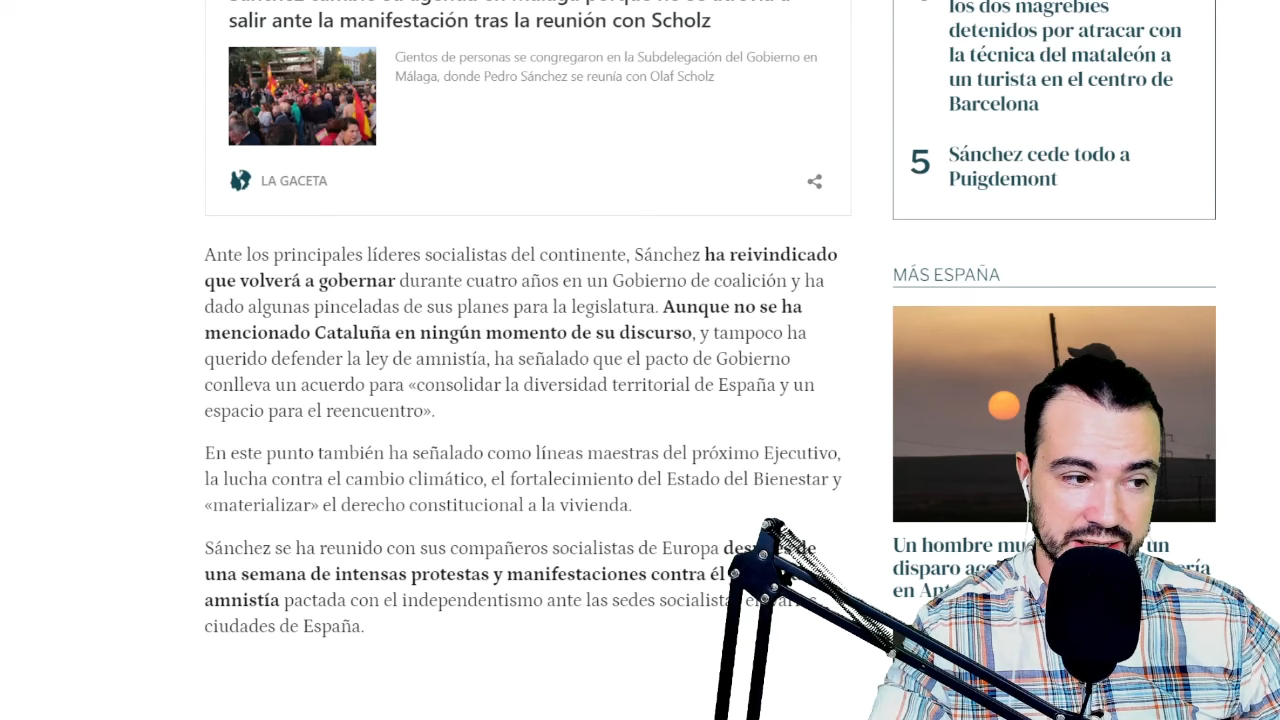 salir ante la manifestación tras la reunión con Scholz
Cientos de personas se congregaron en la Subdelegación del Gobierno en
Málaga, donde Pedro Sánchez se reunía con Olaf Scholz
LA GACETA
Ante los principales líderes socialistas del continente, Sánchez ha reivindicado
que volverá a gobernar durante cuatro años en un Gobierno de coalición y ha
dado algunas pinceladas de sus planes para la legislatura. Aunque no se ha
mencionado Cataluña en ningún momento de su discurso, y tampoco ha
querido defender la ley de amnistía, ha señalado que el pacto de Gobierno
conlleva un acuerdo para «consolidar la diversidad territorial de España y un
espacio para el reencuentro».
En este punto también ha señalado como líneas maestras del próximo Ejecutivo,
la lucha contra el cambio climático, el fortalecimiento del Estado del Bienestar y
«materializar» el derecho constitucional a la vivienda.
Sánchez se ha reunido con sus compañeros socialistas de Europa
una semana de intensas protestas y manifestaciones contra él
amnistía pactada con el independentismo ante las sedes
ciudades de España.
los dos magrebíes
detenidos por atracar con
la técnica del mataleón a
un turista en el centro de
Barcelona
5 Sánchez cede todo a
Puigdemont
MÁS ESPAÑA
Un hombre un
disparo
en